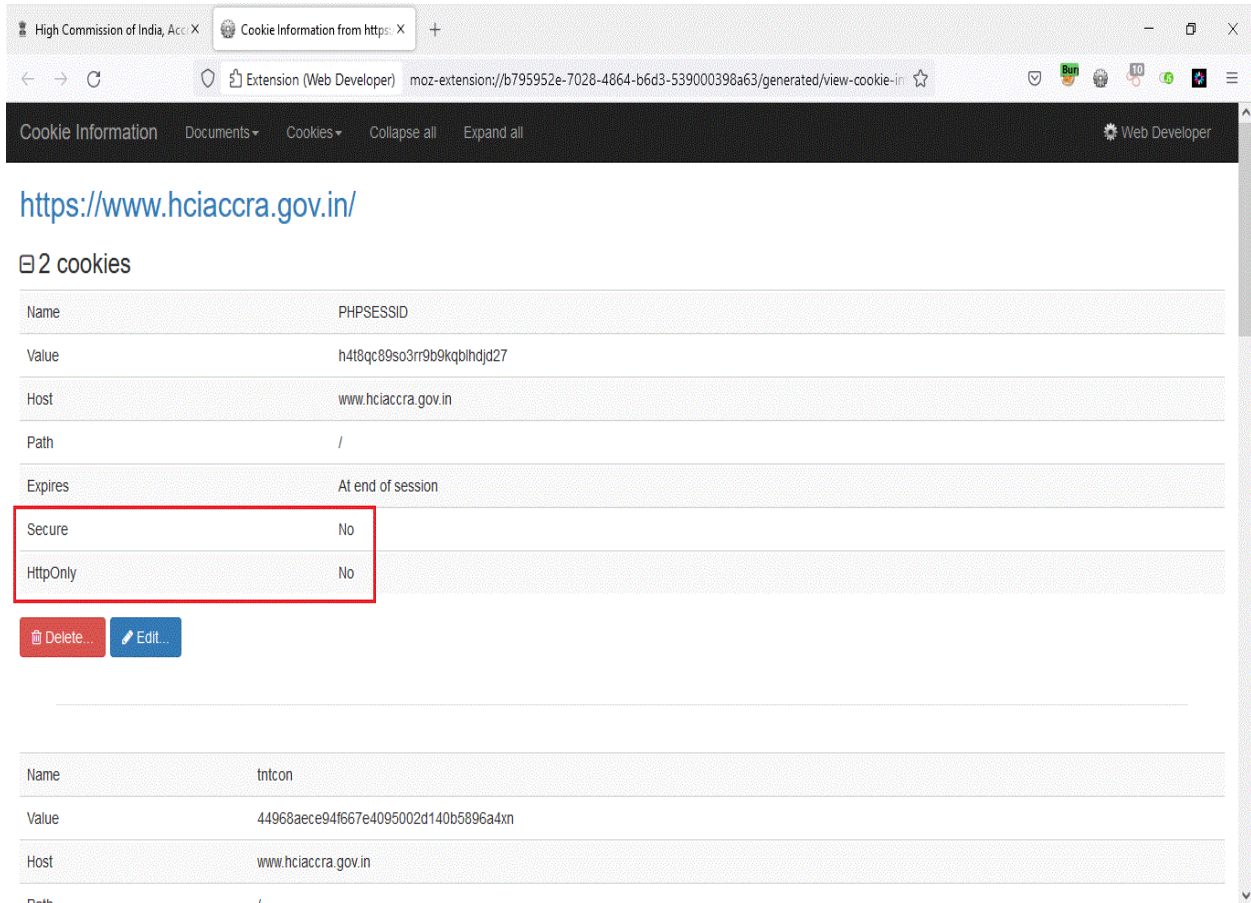 High Commission of India, Acc
Cookie Information from https:
Extension (Web Developer) moz-extension://b795952e-7028-4864-b6d3-539000398a63/generated/view-cookie-in
Bur
10
Cookie Information Documents Cookies Collapse all Expand all Web Developer
https://www.hciaccra.gov.in/
2 cookies
Name PHPSESSID
Value h4t8qc89so3rr9b9kqblhdjd27
Host www.hciaccra.gov.in
Path /
Expires At end of session
Secure No
HttpOnly No
Delete... Edit...
Name tntcon
Value 44968aece94f667e4095002d140b5896a4xn
Host www.hciaccra.gov.in
Path /